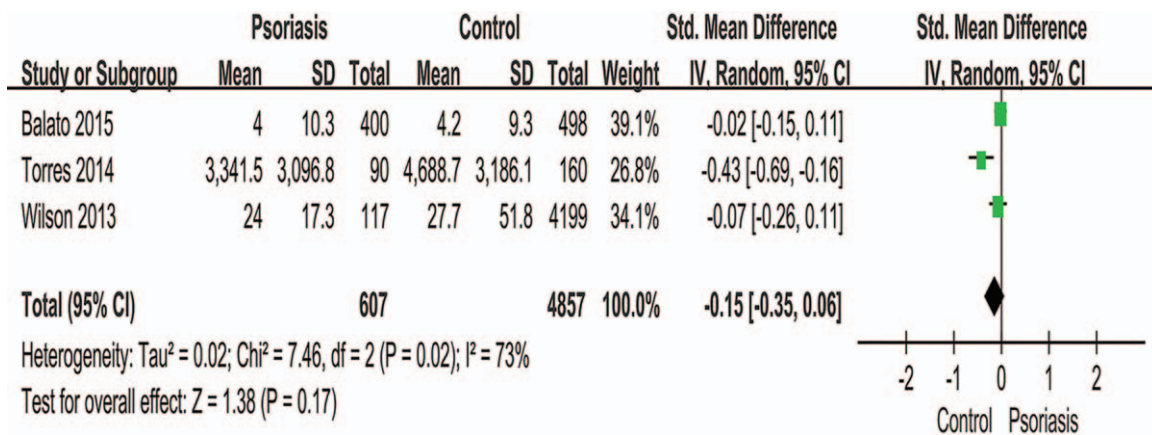 Psoriasis Control Std. Mean Difference Std. Mean Difference
Study or Subgroup Mean SD Total Mean SD Total Weight IV, Random, 95% CI IV, Random, 95% CI
Balato 2015 4 10.3 400 4.2 9.3 498 39.1% -0.02 [-0.15, 0.11]
Torres 2014 3,341.5 3,096.8 90 4,688.7 3,186.1 160 26.8% -0.43 [-0.69, -0.16]
Wilson 2013 24 17.3 117 27.7 51.8 4199 34.1% -0.07 [-0.26, 0.11]
Total (95% CI) 607 4857 100.0% -0.15 [-0.35, 0.06]
Heterogeneity: Tau² = 0.02; Chi² = 7.46, df = 2 (P = 0.02); I² = 73%
Test for overall effect: Z = 1.38 (P = 0.17)
-2 -1 0 1 2
Control Psoriasis